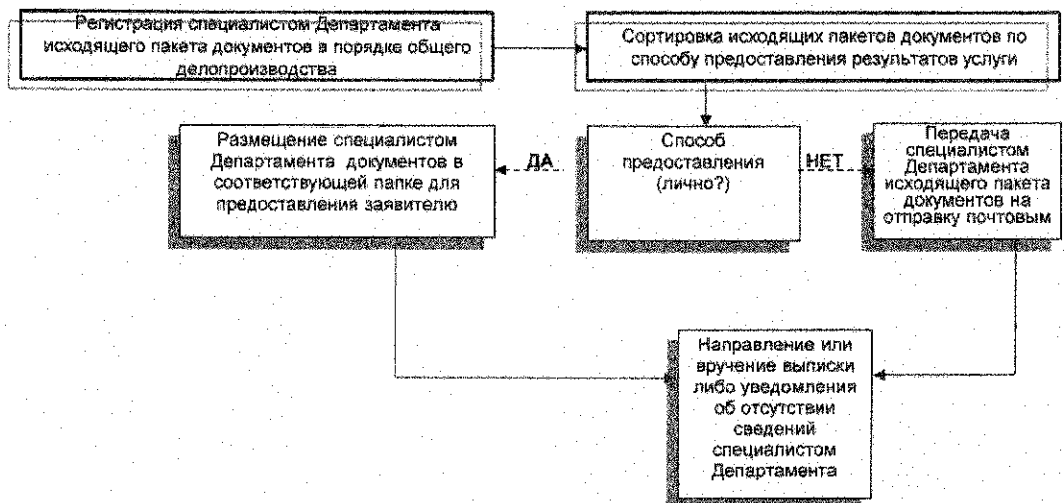 Регистрация специалистом Департамента
исходящего пакета документов в порядке общего
делопроизводства
Сортировка исходящих пакетов документов по
способу предоставления результатов услуги
Размещение специалистом
Департамента документов в
соответствующей папке для
предоставления заявителю
ДА
Способ
предоставления
(лично?)
НЕТ
Передача
специалистом
Департамента
исходящего пакета
документов на
отправку почтовым
Направление или
вручение выписки
либо уведомления
об отсутствии
сведений
специалистом
Департамента